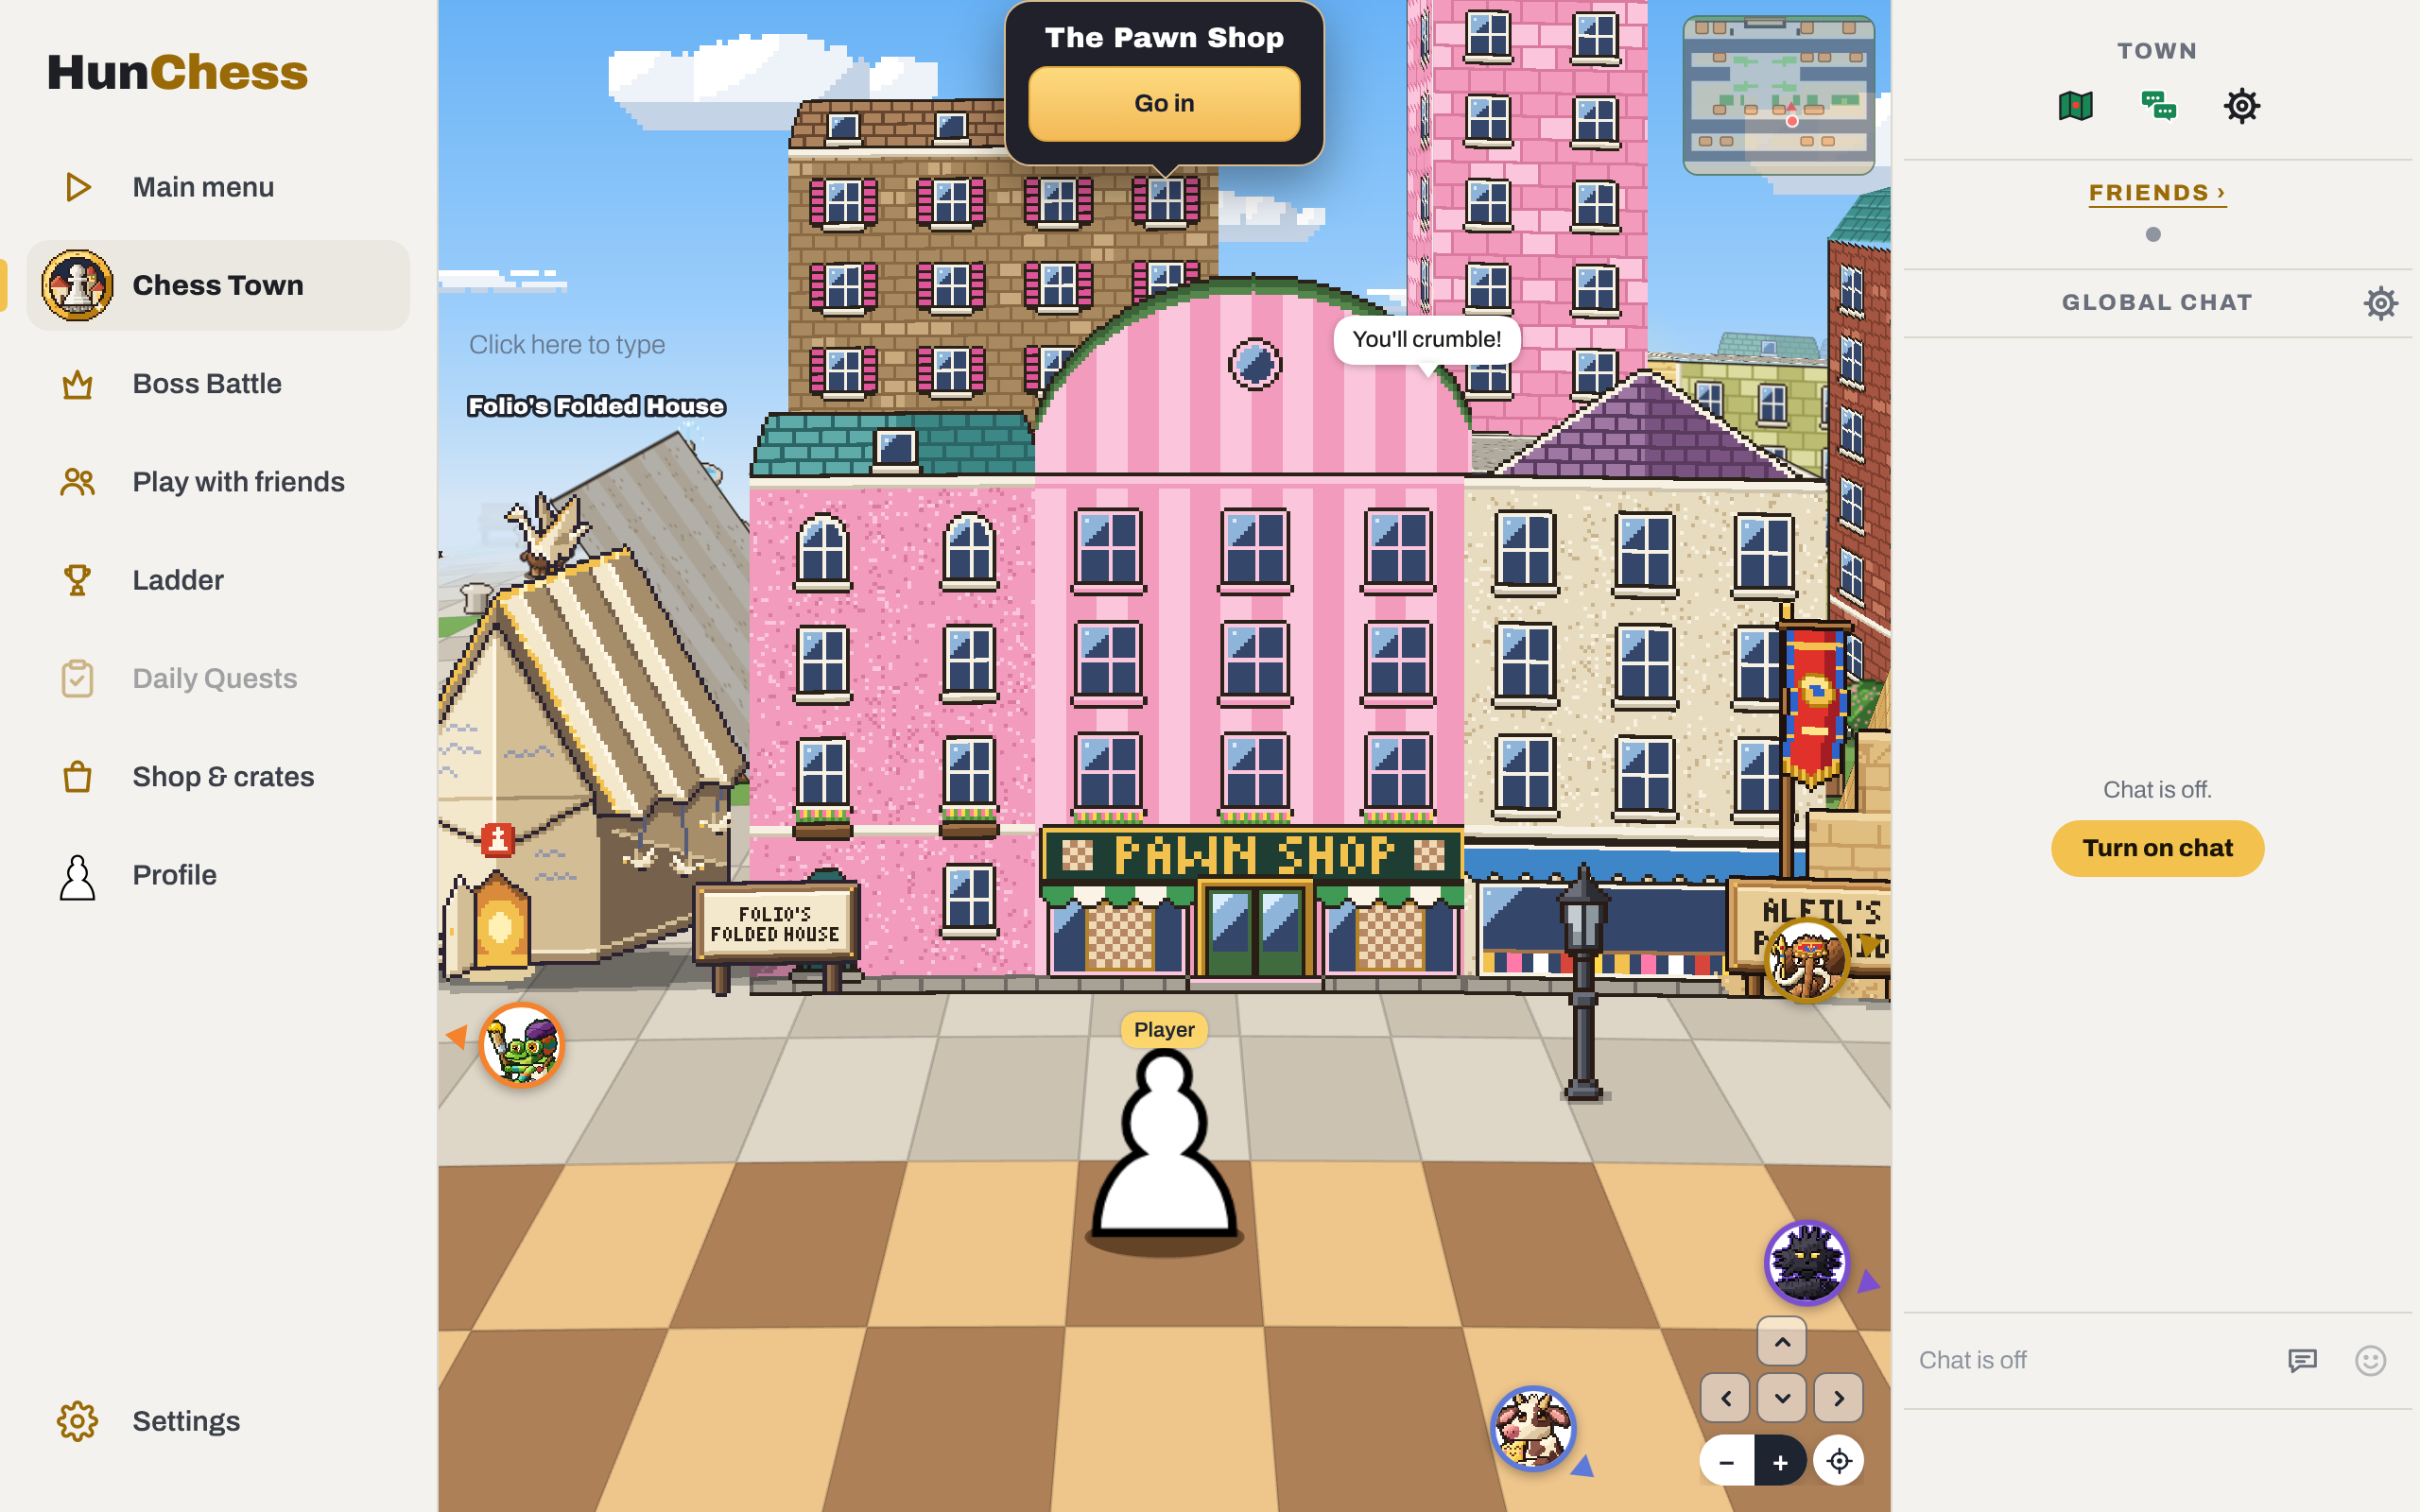 HunChess
Main menu
Chess Town
Boss Battle
Play with friends
Ladder
Daily Quests
Shop & crates
Profile
Settings
The Pawn Shop
Go in
You'll crumble!
Click here to type
Folio's Folded House
PAWN SHOP
FOLIO'S
FOLDED HOUSE
ALFIL'S
Player
TOWN
FRIENDS ›
GLOBAL CHAT
Chat is off.
Turn on chat
Chat is off